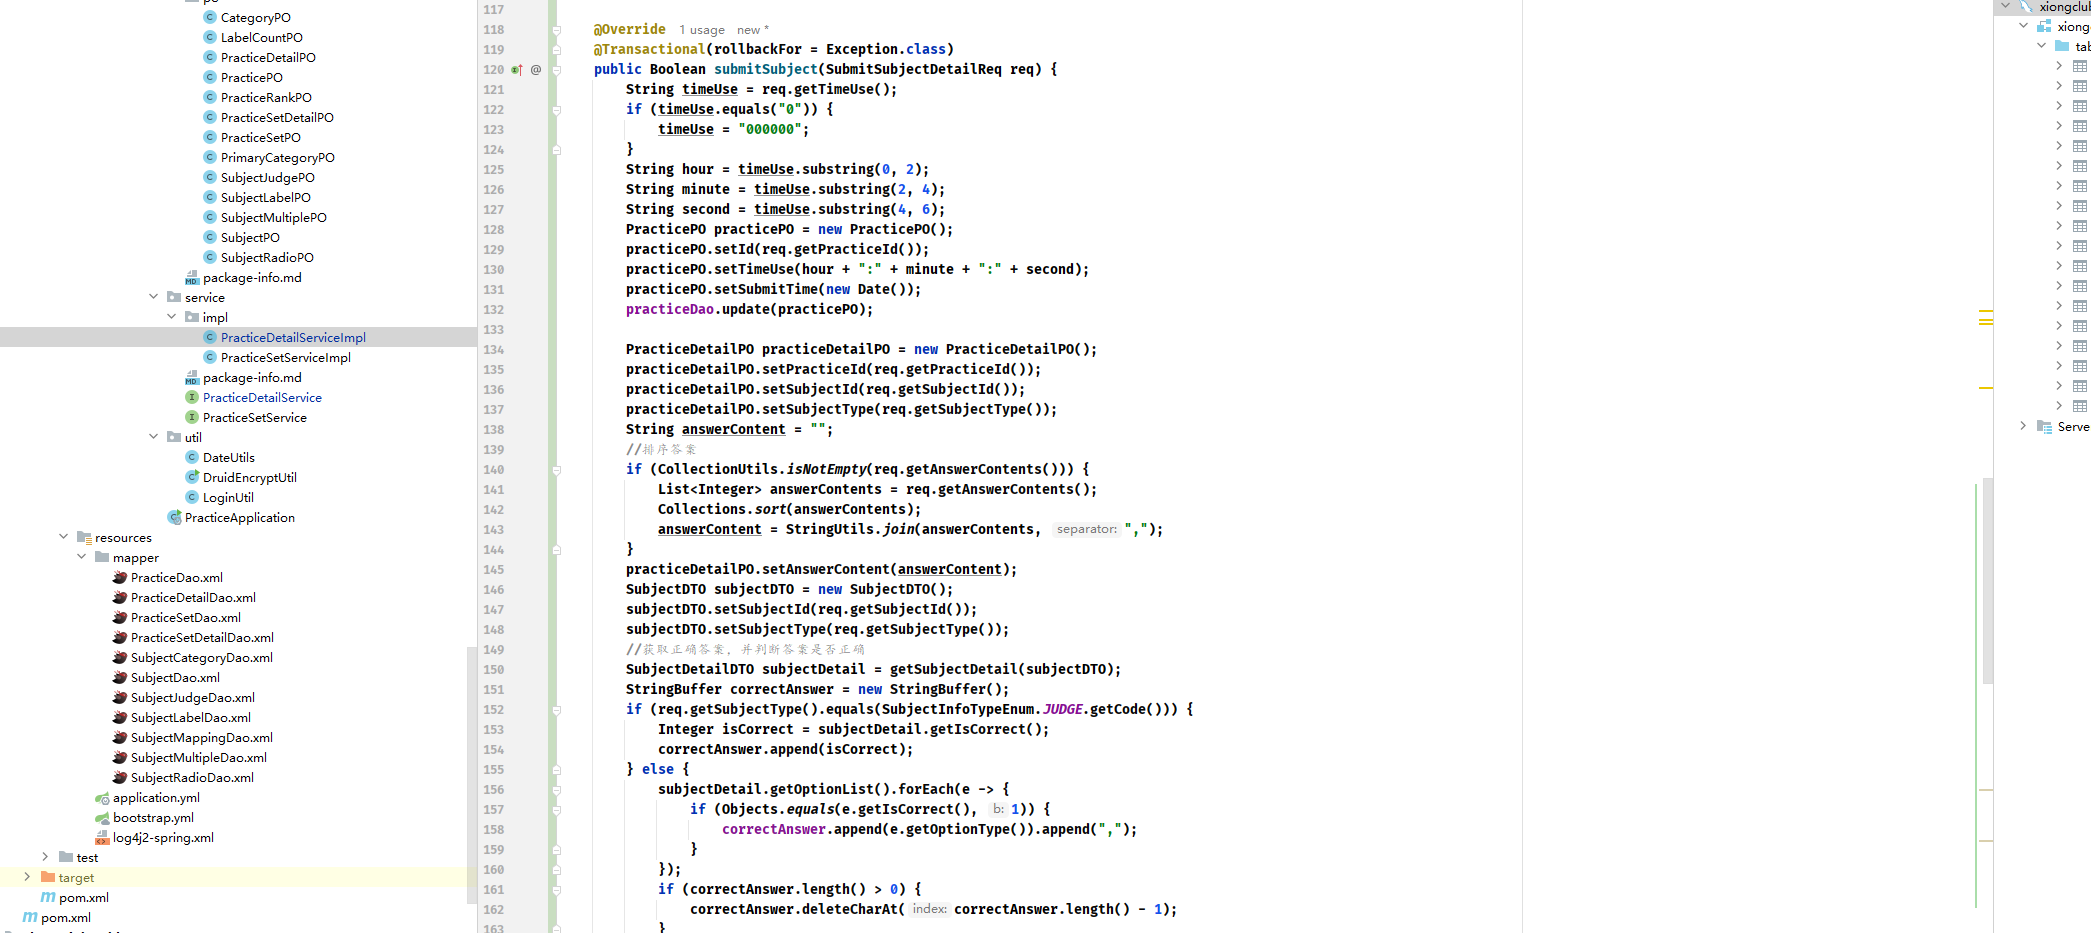 CategoryPO
LabelCountPO
PracticeDetailPO
PracticePO
PracticeRankPO
PracticeSetDetailPO
PracticeSetPO
PrimaryCategoryPO
SubjectJudgePO
SubjectLabelPO
SubjectMultiplePO
SubjectPO
SubjectRadioPO
package-info.md
service
impl
PracticeDetailServiceImpl
PracticeSetServiceImpl
package-info.md
PracticeDetailService
PracticeSetService
util
DateUtils
DruidEncryptUtil
LoginUtil
PracticeApplication
resources
mapper
PracticeDao.xml
PracticeDetailDao.xml
PracticeSetDao.xml
PracticeSetDetailDao.xml
SubjectCategoryDao.xml
SubjectDao.xml
SubjectJudgeDao.xml
SubjectLabelDao.xml
SubjectMappingDao.xml
SubjectMultipleDao.xml
SubjectRadioDao.xml
application.yml
bootstrap.yml
log4j2-spring.xml
test
target
pom.xml
pom.xml
117
118 @Override 1 usage new *
119 @Transactional(rollbackFor = Exception.class)
120 public Boolean submitSubject(SubmitSubjectDetailReq req) {
121 String timeUse = req.getTimeUse();
122 if (timeUse.equals("0")) {
123 timeUse = "000000";
124 }
125 String hour = timeUse.substring(0, 2);
126 String minute = timeUse.substring(2, 4);
127 String second = timeUse.substring(4, 6);
128 PracticePO practicePO = new PracticePO();
129 practicePO.setId(req.getPracticeId());
130 practicePO.setTimeUse(hour + ":" + minute + ":" + second);
131 practicePO.setSubmitTime(new Date());
132 practiceDao.update(practicePO);
133
134 PracticeDetailPO practiceDetailPO = new PracticeDetailPO();
135 practiceDetailPO.setPracticeId(req.getPracticeId());
136 practiceDetailPO.setSubjectId(req.getSubjectId());
137 practiceDetailPO.setSubjectType(req.getSubjectType());
138 String answerContent = "";
139 //排序答案
140 if (CollectionUtils.isNotEmpty(req.getAnswerContents())) {
141 List<Integer> answerContents = req.getAnswerContents();
142 Collections.sort(answerContents);
143 answerContent = StringUtils.join(answerContents, separator: ",");
144 }
145 practiceDetailPO.setAnswerContent(answerContent);
146 SubjectDTO subjectDTO = new SubjectDTO();
147 subjectDTO.setSubjectId(req.getSubjectId());
148 subjectDTO.setSubjectType(req.getSubjectType());
149 //获取正确答案，并判断答案是否正确
150 SubjectDetailDTO subjectDetail = getSubjectDetail(subjectDTO);
151 StringBuffer correctAnswer = new StringBuffer();
152 if (req.getSubjectType().equals(SubjectInfoTypeEnum.JUDGE.getCode())) {
153 Integer isCorrect = subjectDetail.getIsCorrect();
154 correctAnswer.append(isCorrect);
155 } else {
156 subjectDetail.getOptionList().forEach(e -> {
157 if (Objects.equals(e.getIsCorrect(), b: 1)) {
158 correctAnswer.append(e.getOptionType()).append(",");
159 }
160 });
161 if (correctAnswer.length() > 0) {
162 correctAnswer.deleteCharAt(index: correctAnswer.length() - 1);
163 }
xiongclub
xiong
tab
Serve